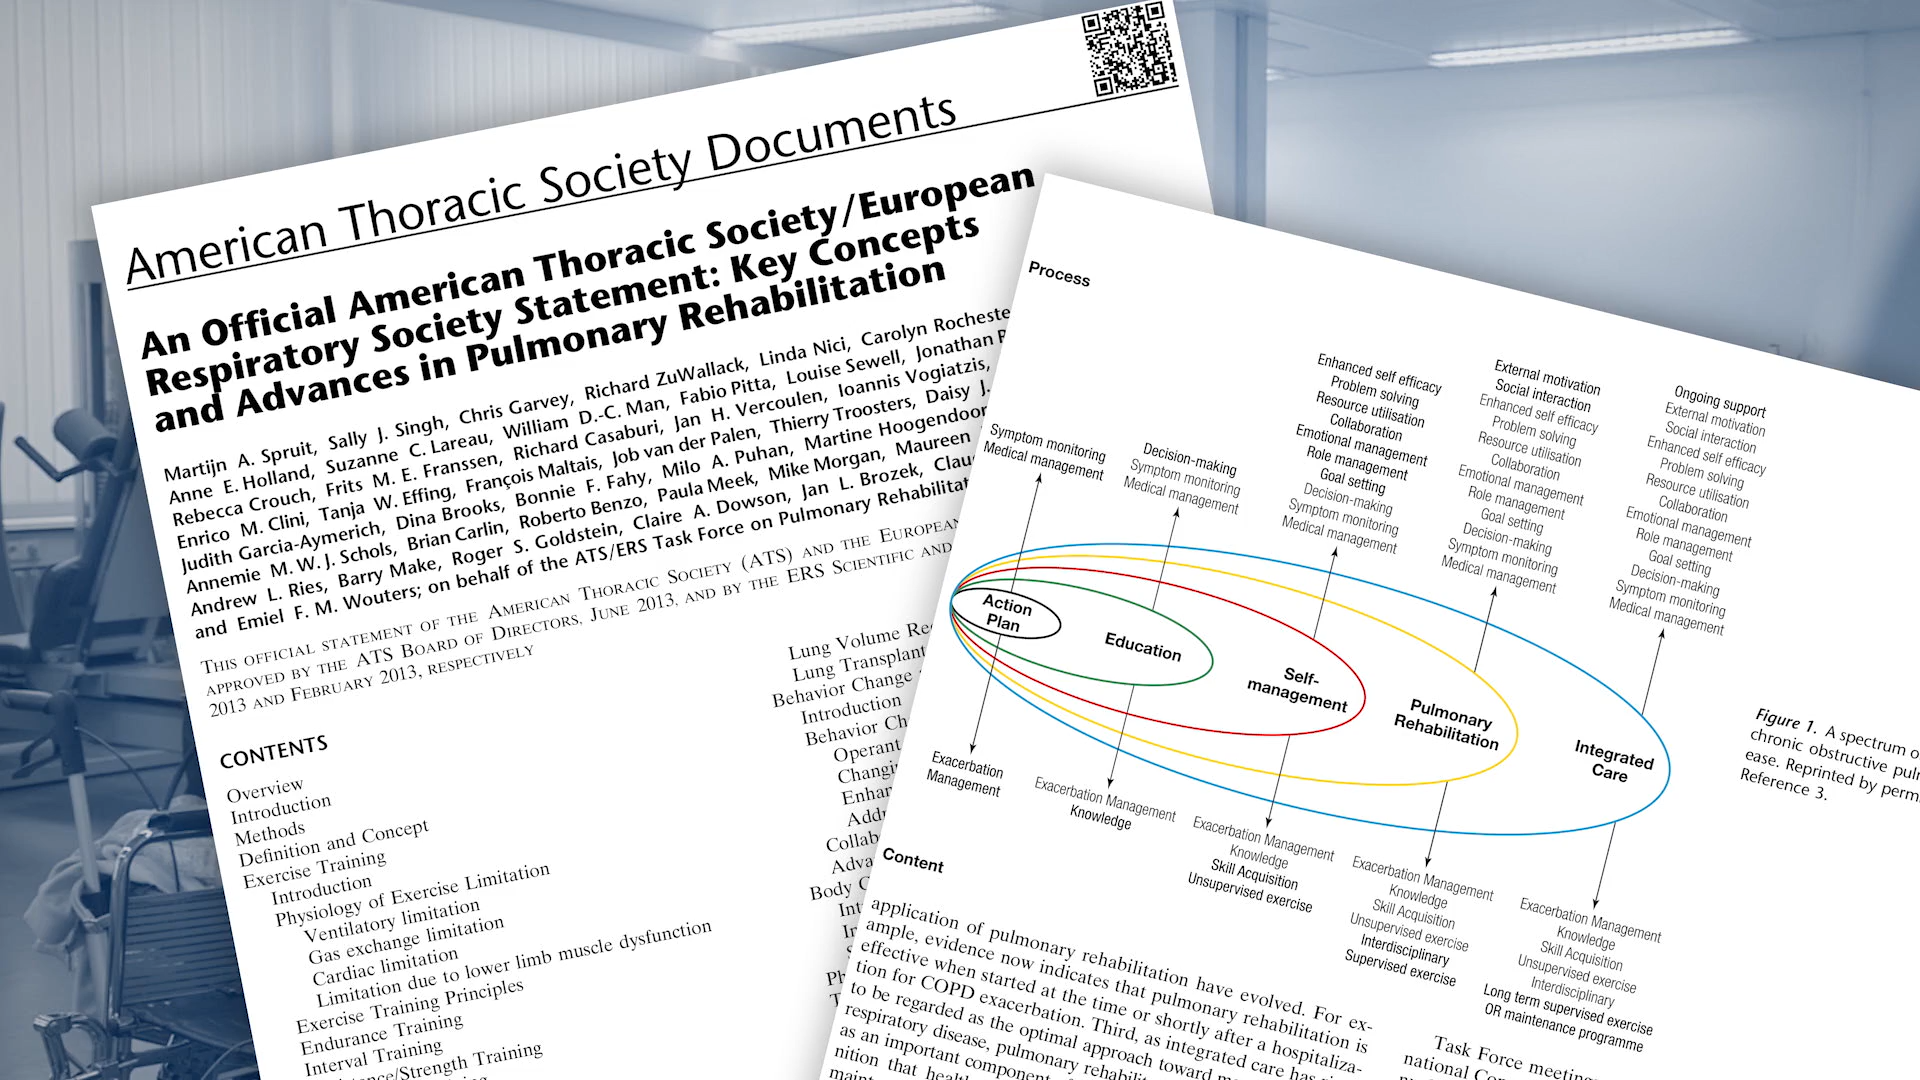 American Thoracic Society Documents
An Official American Thoracic Society/European
Respiratory Society Statement: Key Concepts
and Advances in Pulmonary Rehabilitation
Martijn A. Spruit, Sally J. Singh, Chris Garvey, Richard ZuWallack, Linda Nici, Carolyn
Anne E. Holland, Suzanne C. Lareau, William D.-C. Man, Fabio Pitta, Louise Sewell, Jonathan
Rebecca Crouch, Frits M. E. Franssen, Richard Casaburi, Jan H. Vercoulen, Ioannis Vogiatzis,
Enrico M. Clini, Tanja W. Effing, François Maltais, Job van der Palen, Thierry Troosters, Daisy J.
Judith Garcia-Aymerich, Dina Brooks, Bonnie F. Fahy, Milo A. Puhan, Martine
Annemie M. W. J. Schols, Brian Carlin, Roberto Benzo, Paula Meek, Mike Morgan, Maureen
Andrew L. Ries, Barry Make, Roger S. Goldstein, Claire A. Dowson, Jan L. Brozek,
and Emiel F. M. Wouters; on behalf of the ATS/ERS Task Force on Pulmonary
THIS OFFICIAL STATEMENT OF THE AMERICAN THORACIC SOCIETY (ATS) AND THE EUROPEAN
APPROVED BY THE ATS BOARD OF DIRECTORS, JUNE 2013, AND BY THE ERS SCIENTIFIC AND
2013 AND FEBRUARY 2013, RESPECTIVELY
CONTENTS
Overview
Introduction
Methods
Definition and Concept
Exercise Training
Introduction
Physiology of Exercise Limitation
Ventilatory limitation
Gas exchange limitation
Cardiac limitation
Limitation due to lower limb muscle dysfunction
Exercise Training Principles
Endurance Training
Interval Training
Training
Lung Volume
Lung
Behavior Change
Introduction
Behavior
Operant
Body
Process
Symptom monitoring
Medical management
Decision-making
Symptom monitoring
Medical management
Enhanced self efficacy
Problem solving
Resource utilisation
Collaboration
Emotional management
Role management
Goal setting
Decision-making
Symptom monitoring
Medical management
External motivation
Social interaction
Enhanced self efficacy
Problem solving
Resource utilisation
Collaboration
Emotional management
Role management
Goal setting
Decision-making
Symptom monitoring
Medical management
Ongoing support
External motivation
Social interaction
Enhanced self efficacy
Problem solving
Resource utilisation
Collaboration
Emotional management
Role management
Goal setting
Decision-making
Symptom monitoring
Medical management
Action
Plan
Education
Self-
management
Pulmonary
Rehabilitation
Integrated
Care
Exacerbation
Management
Exacerbation Management
Knowledge
Exacerbation Management
Knowledge
Skill Acquisition
Unsupervised exercise
Exacerbation Management
Knowledge
Skill Acquisition
Unsupervised exercise
Interdisciplinary
Supervised exercise
Exacerbation Management
Knowledge
Skill Acquisition
Unsupervised exercise
Interdisciplinary
Long term supervised exercise
OR maintenance programme
Content
Figure 1. A spectrum
chronic obstructive
ease. Reprinted by
Reference 3.
application of pulmonary rehabilitation have evolved. For ex-
ample, evidence now indicates that pulmonary rehabilitation is
effective when started at the time or shortly after a hospitaliza-
tion for COPD exacerbation. Third, as integrated care has
to be regarded as the optimal approach toward
respiratory disease, pulmonary
as an important component
nition that
Task Force
national